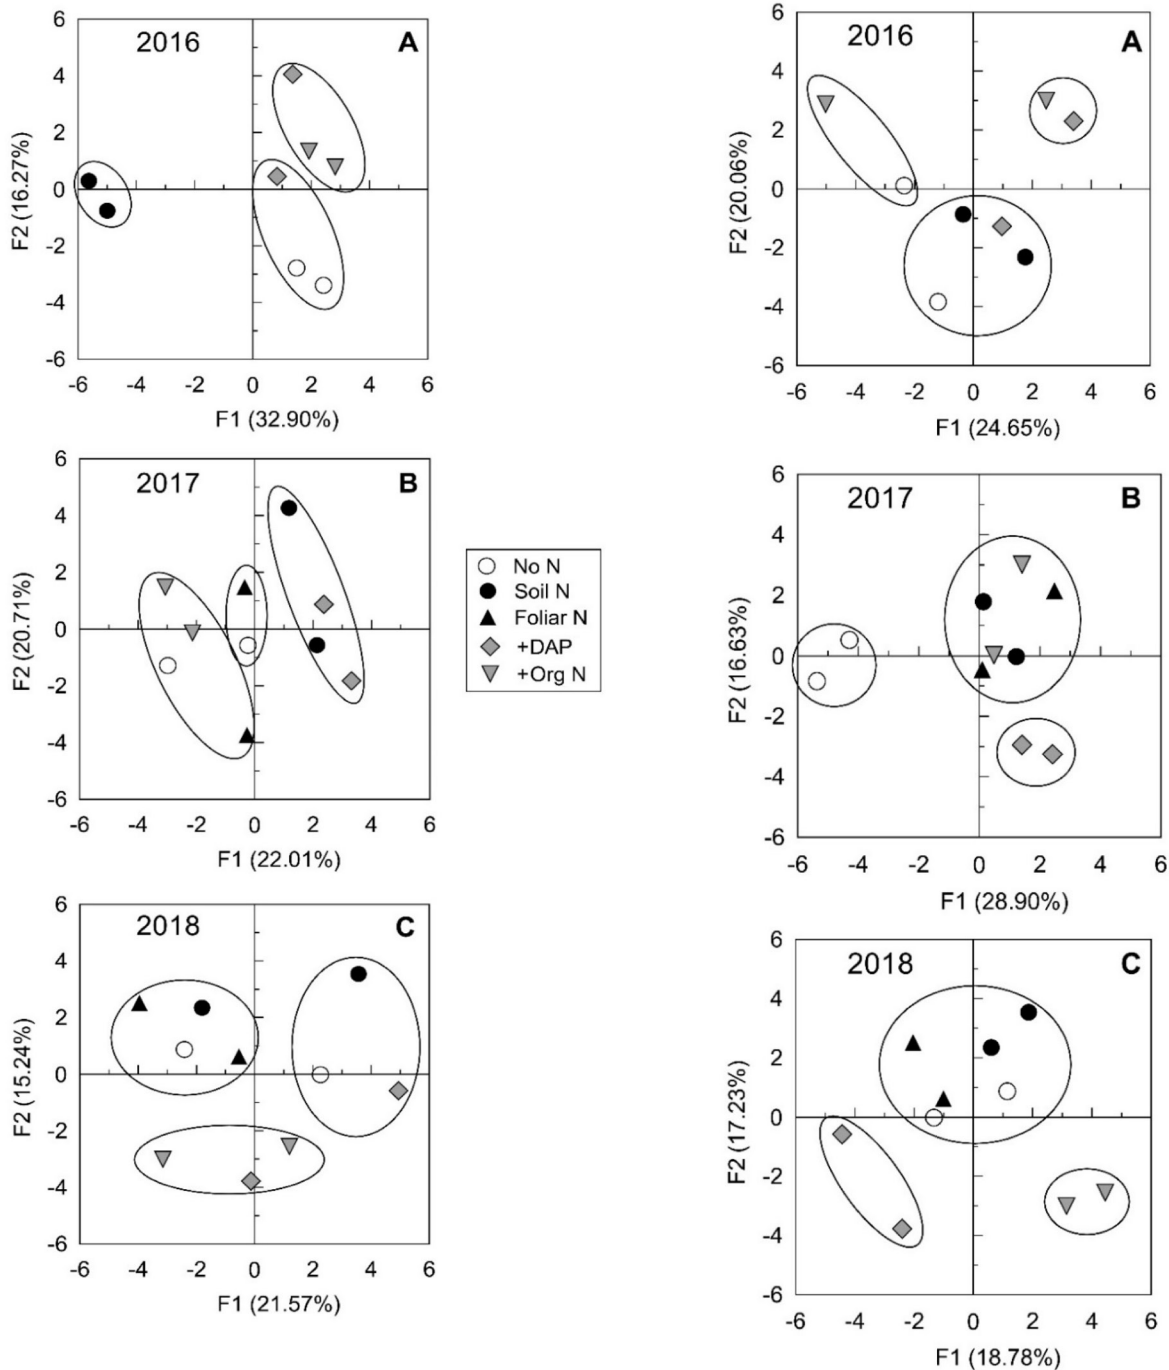 2016 A
6
4
2
0
-2
-4
-6
F2 (16.27%)
-6 -4 -2 0 2 4 6
F1 (32.90%)
2016 A
6
4
2
0
-2
-4
-6
F2 (20.06%)
-6 -4 -2 0 2 4 6
F1 (24.65%)
2017 B
6
4
2
0
-2
-4
-6
F2 (20.71%)
-6 -4 -2 0 2 4 6
F1 (22.01%)
No N
Soil N
Foliar N
+DAP
+Org N
2017 B
6
4
2
0
-2
-4
-6
F2 (16.63%)
-6 -4 -2 0 2 4 6
F1 (28.90%)
2018 C
6
4
2
0
-2
-4
-6
F2 (15.24%)
-6 -4 -2 0 2 4 6
F1 (21.57%)
2018 C
6
4
2
0
-2
-4
-6
F2 (17.23%)
-6 -4 -2 0 2 4 6
F1 (18.78%)